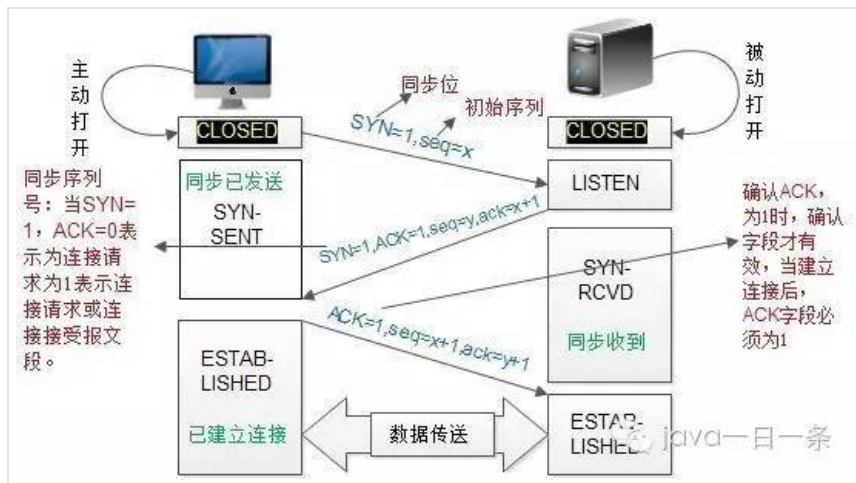 主
动
打
开
被
动
打
开
同步位
初始序列
CLOSED
CLOSED
SYN=1,seq=x
同步序列
号：当SYN=
1，ACK=0表
示为连接请
求为1表示连
接请求或连
接接受报文
段。
同步已发送
SYN-
SENT
LISTEN
SYN=1,ACK=1,seq=y,ack=x+1
确认ACK，
为1时，确认
字段才有
效，当建立
连接后，
ACK字段必
须为1
SYN-
RCVD
同步收到
ACK=1,seq=x+1,ack=y+1
ESTAB-
LISHED
已建立连接
数据传送
ESTAB-
LISHED
java一日一条